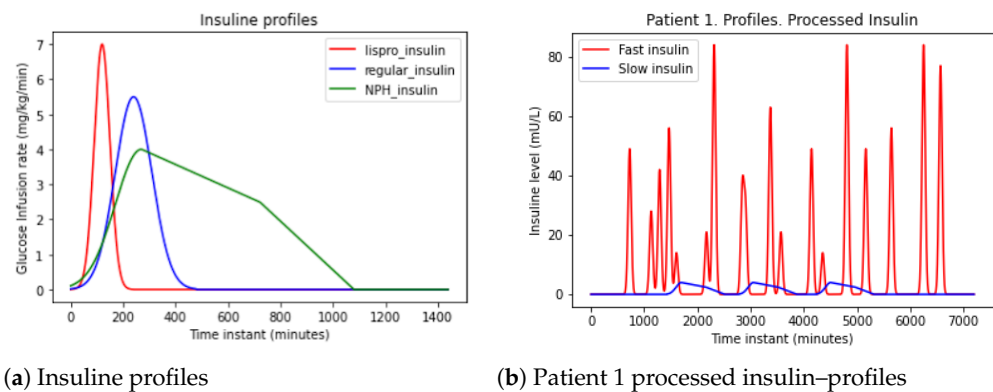 Insuline profiles
Glucose Infusion rate (mg/kg/min)
7
6
5
4
3
2
1
0
lispro_insulin
regular_insulin
NPH_insulin
0 200 400 600 800 1000 1200 1400
Time instant (minutes)
(a) Insuline profiles
Patient 1. Profiles. Processed Insulin
Insuline level (mU/L)
80
60
40
20
0
Fast insulin
Slow insulin
0 1000 2000 3000 4000 5000 6000 7000
Time instant (minutes)
(b) Patient 1 processed insulin–profiles